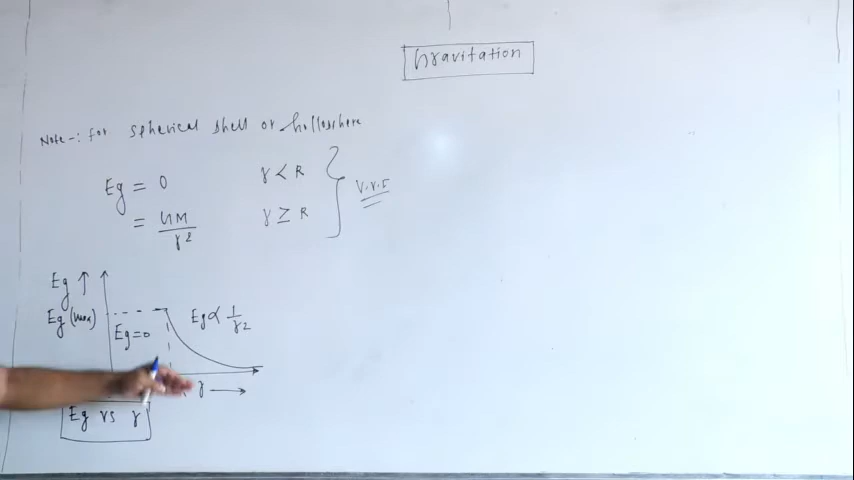 Gravitation
Note-: for spherical shell or hollosphere
Eg = 0 r < R
= GM/r² r ≥ R
V.V.I
Eg ↑
Eg (max)
Eg=0
Eg ∝ 1/r²
r →
Eg vs r